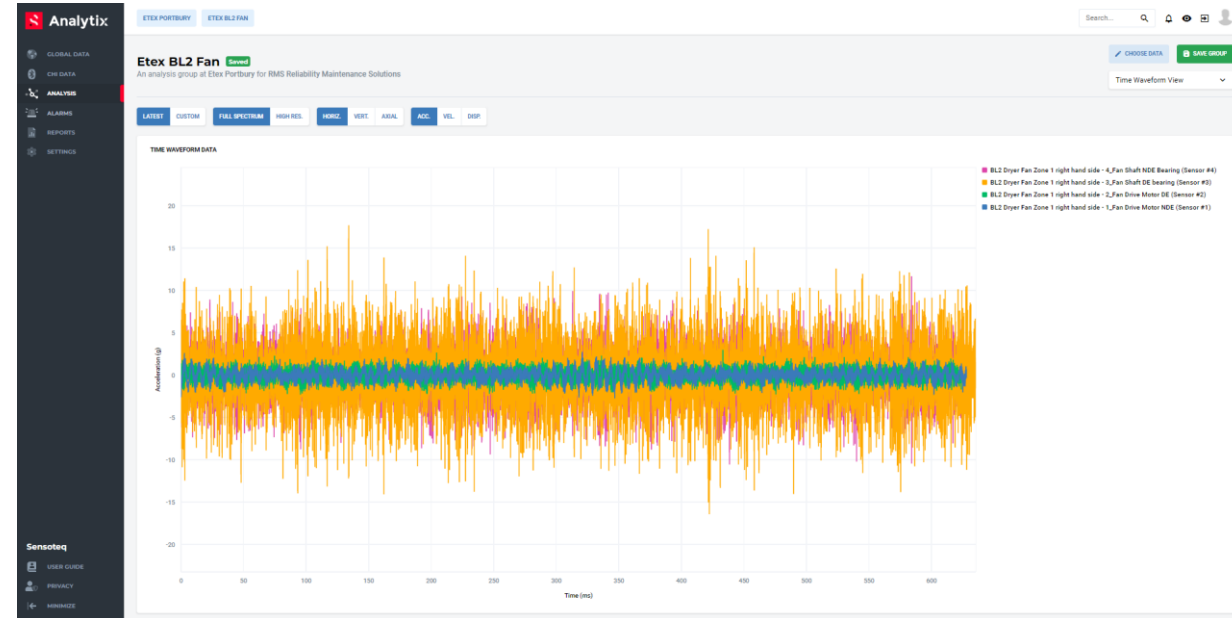 Analytix
ETEX PORTBURY ETEX BL2 FAN
Search...
GLOBAL DATA
CHI DATA
ANALYSIS
ALARMS
REPORTS
SETTINGS
Etex BL2 Fan Saved
An analysis group at Etex Portbury for RMS Reliability Maintenance Solutions
CHOOSE DATA SAVE GROUP
Time Waveform View
LATEST CUSTOM FULL SPECTRUM HIGH RES. HORIZ. VERT. AXIAL ACC. VEL. DISP.
TIME WAVEFORM DATA
BL2 Dryer Fan Zone 1 right hand side - 4_Fan Shaft NDE Bearing (Sensor #4)
BL2 Dryer Fan Zone 1 right hand side - 3_Fan Shaft DE bearing (Sensor #3)
BL2 Dryer Fan Zone 1 right hand side - 2_Fan Drive Motor DE (Sensor #2)
BL2 Dryer Fan Zone 1 right hand side - 1_Fan Drive Motor NDE (Sensor #1)
20
15
10
5
0
-5
-10
-15
-20
Acceleration (g)
0 50 100 150 200 250 300 350 400 450 500 550 600
Time (ms)
Sensoteq
USER GUIDE
PRIVACY
MINIMIZE